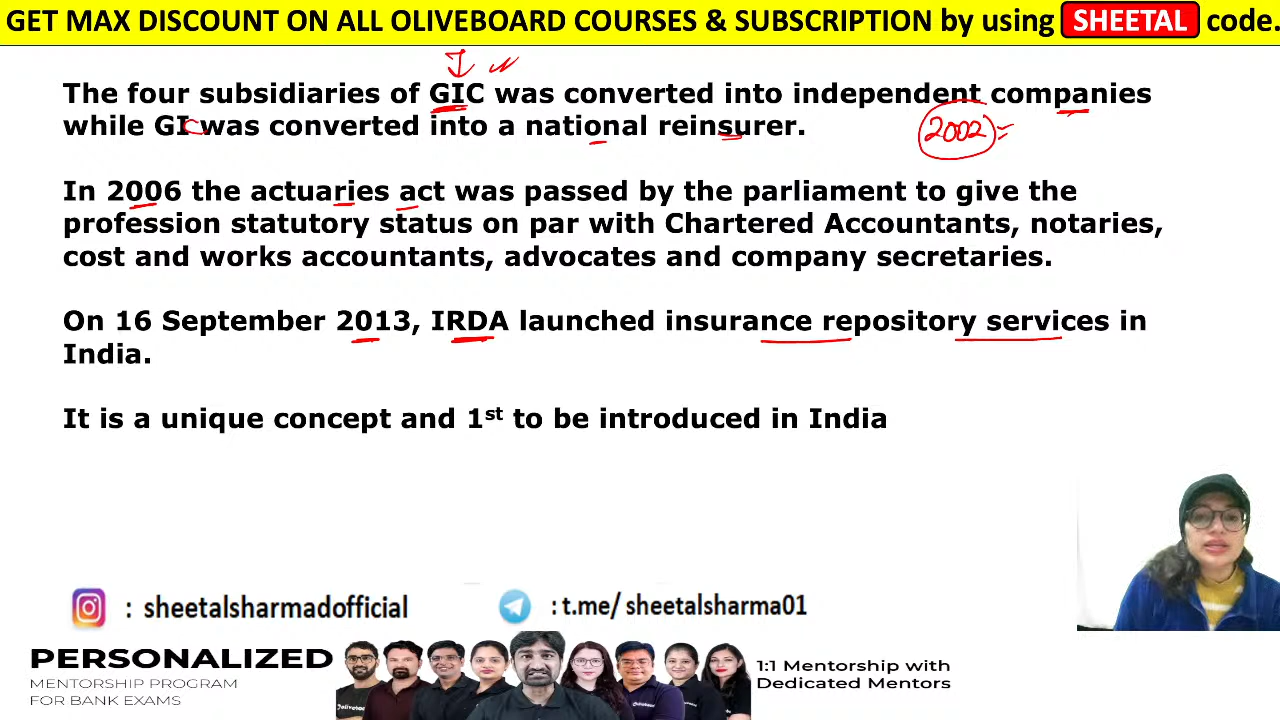 GET MAX DISCOUNT ON ALL OLIVEBOARD COURSES & SUBSCRIPTION by using SHEETAL code.
The four subsidiaries of GIC was converted into independent companies
while GIC was converted into a national reinsurer.
2002
In 2006 the actuaries act was passed by the parliament to give the
profession statutory status on par with Chartered Accountants, notaries,
cost and works accountants, advocates and company secretaries.
On 16 September 2013, IRDA launched insurance repository services in
India.
It is a unique concept and 1st to be introduced in India
: sheetalsharmadofficial
: t.me/ sheetalsharma01
PERSONALIZED
MENTORSHIP PROGRAM
FOR BANK EXAMS
1:1 Mentorship with
Dedicated Mentors